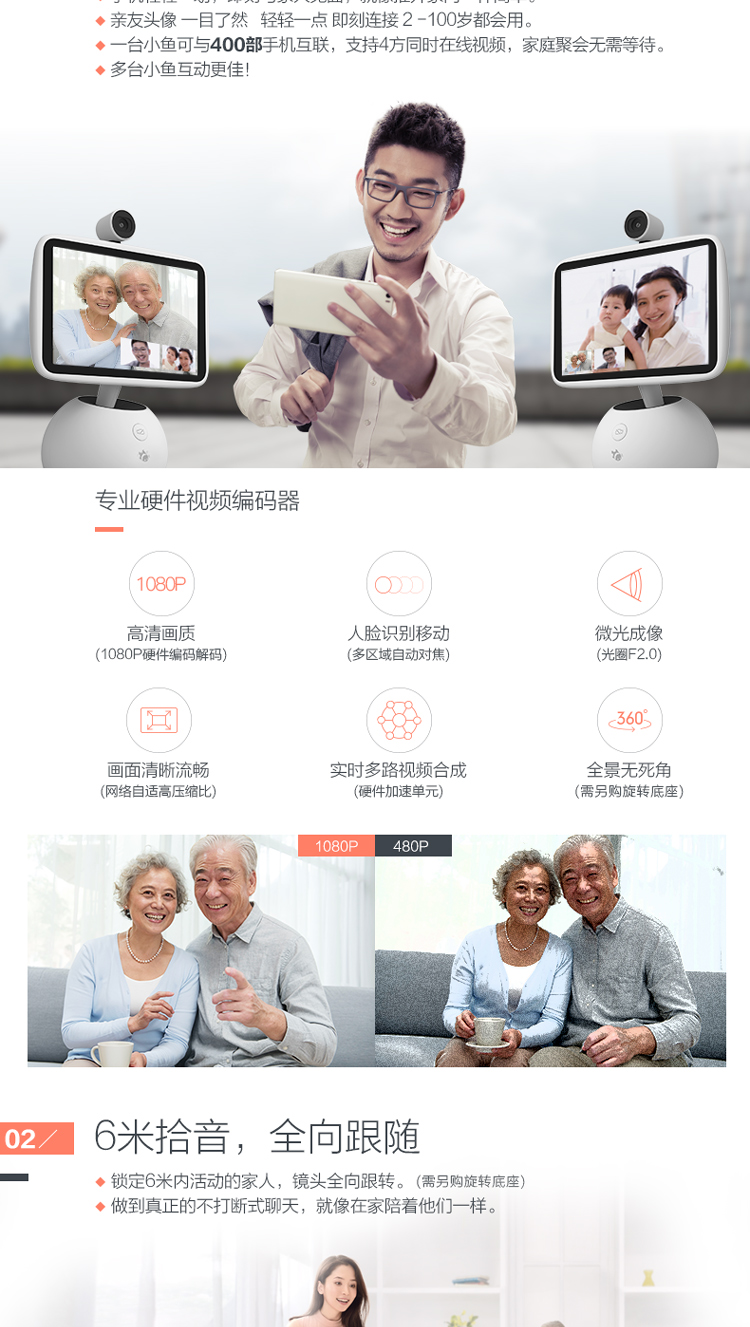 ◆ 亲友头像 一目了然 轻轻一点 即刻连接 2 -100岁都会用。
◆ 一台小鱼可与400部手机互联，支持4方同时在线视频，家庭聚会无需等待。
◆ 多台小鱼互动更佳！
专业硬件视频编码器
1080P
高清画质
(1080P硬件编码解码)
人脸识别移动
(多区域自动对焦)
微光成像
(光圈F2.0)
画面清晰流畅
(网络自适高压缩比)
实时多路视频合成
(硬件加速单元)
360°
全景无死角
(需另购旋转底座)
1080P
480P
02／
6米拾音，全向跟随
◆ 锁定6米内活动的家人，镜头全向跟转。(需另购旋转底座)
◆ 做到真正的不打断式聊天，就像在家陪着他们一样。